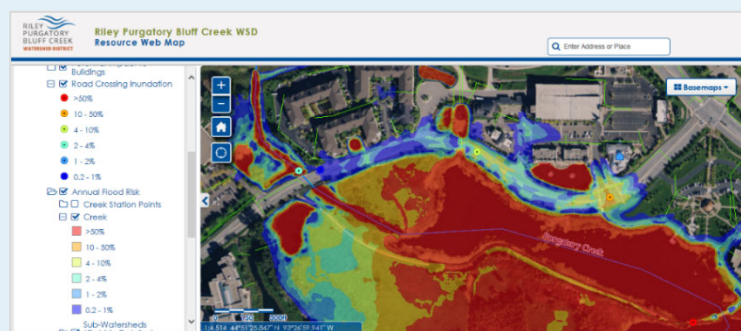 RILEY
PURGATORY
BLUFF CREEK
WATERSHED DISTRICT
Riley Purgatory Bluff Creek WSD
Resource Web Map
Enter Address or Place
Buildings
Road Crossing Inundation
>50%
10 - 50%
4 - 10%
2 - 4%
1 - 2%
0.2 - 1%
Annual Flood Risk
Creek Station Points
Creek
>50%
10 - 50%
4 - 10%
2 - 4%
1 - 2%
0.2 - 1%
Sub-Watersheds
Basemaps
Purgatory Creek